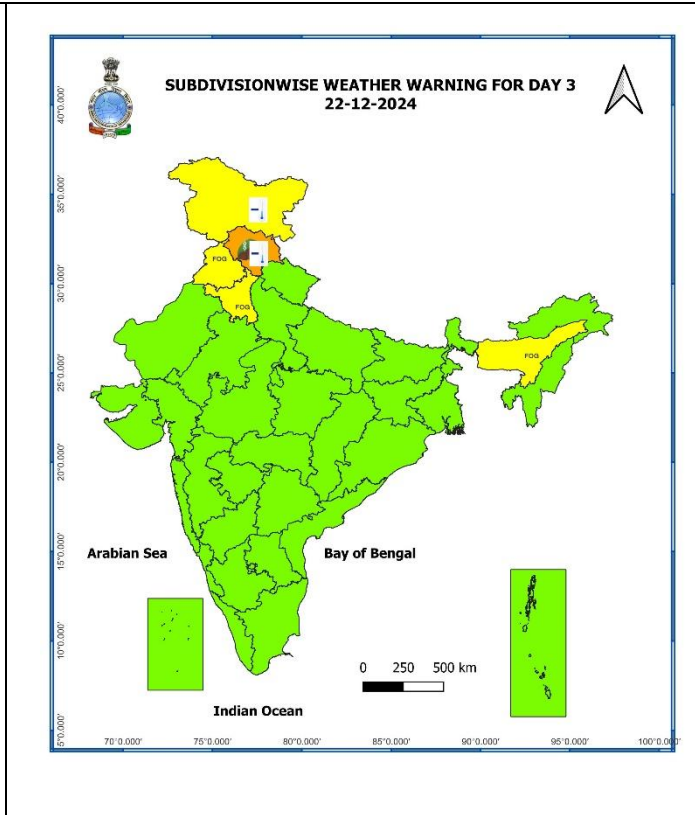 SUBDIVISIONWISE WEATHER WARNING FOR DAY 3
22-12-2024
40°0.000'
35°0.000'
30°0.000'
25°0.000'
20°0.000'
15°0.000'
10°0.000'
5°0.000'
FOG
FOG
FOG
Arabian Sea
Bay of Bengal
0 250 500 km
Indian Ocean
70°0.000' 75°0.000' 80°0.000' 85°0.000' 90°0.000' 95°0.000' 100°0.000'